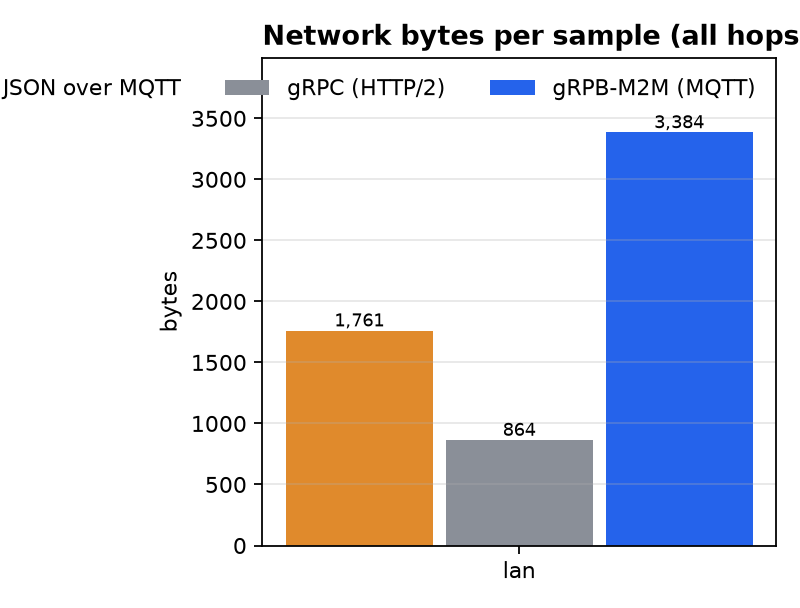 Network bytes per sample (all hops
JSON over MQTT gRPC (HTTP/2) gRPB-M2M (MQTT)
3500
3000
2500
2000
1500
1000
500
0
bytes
1,761
864
3,384
lan